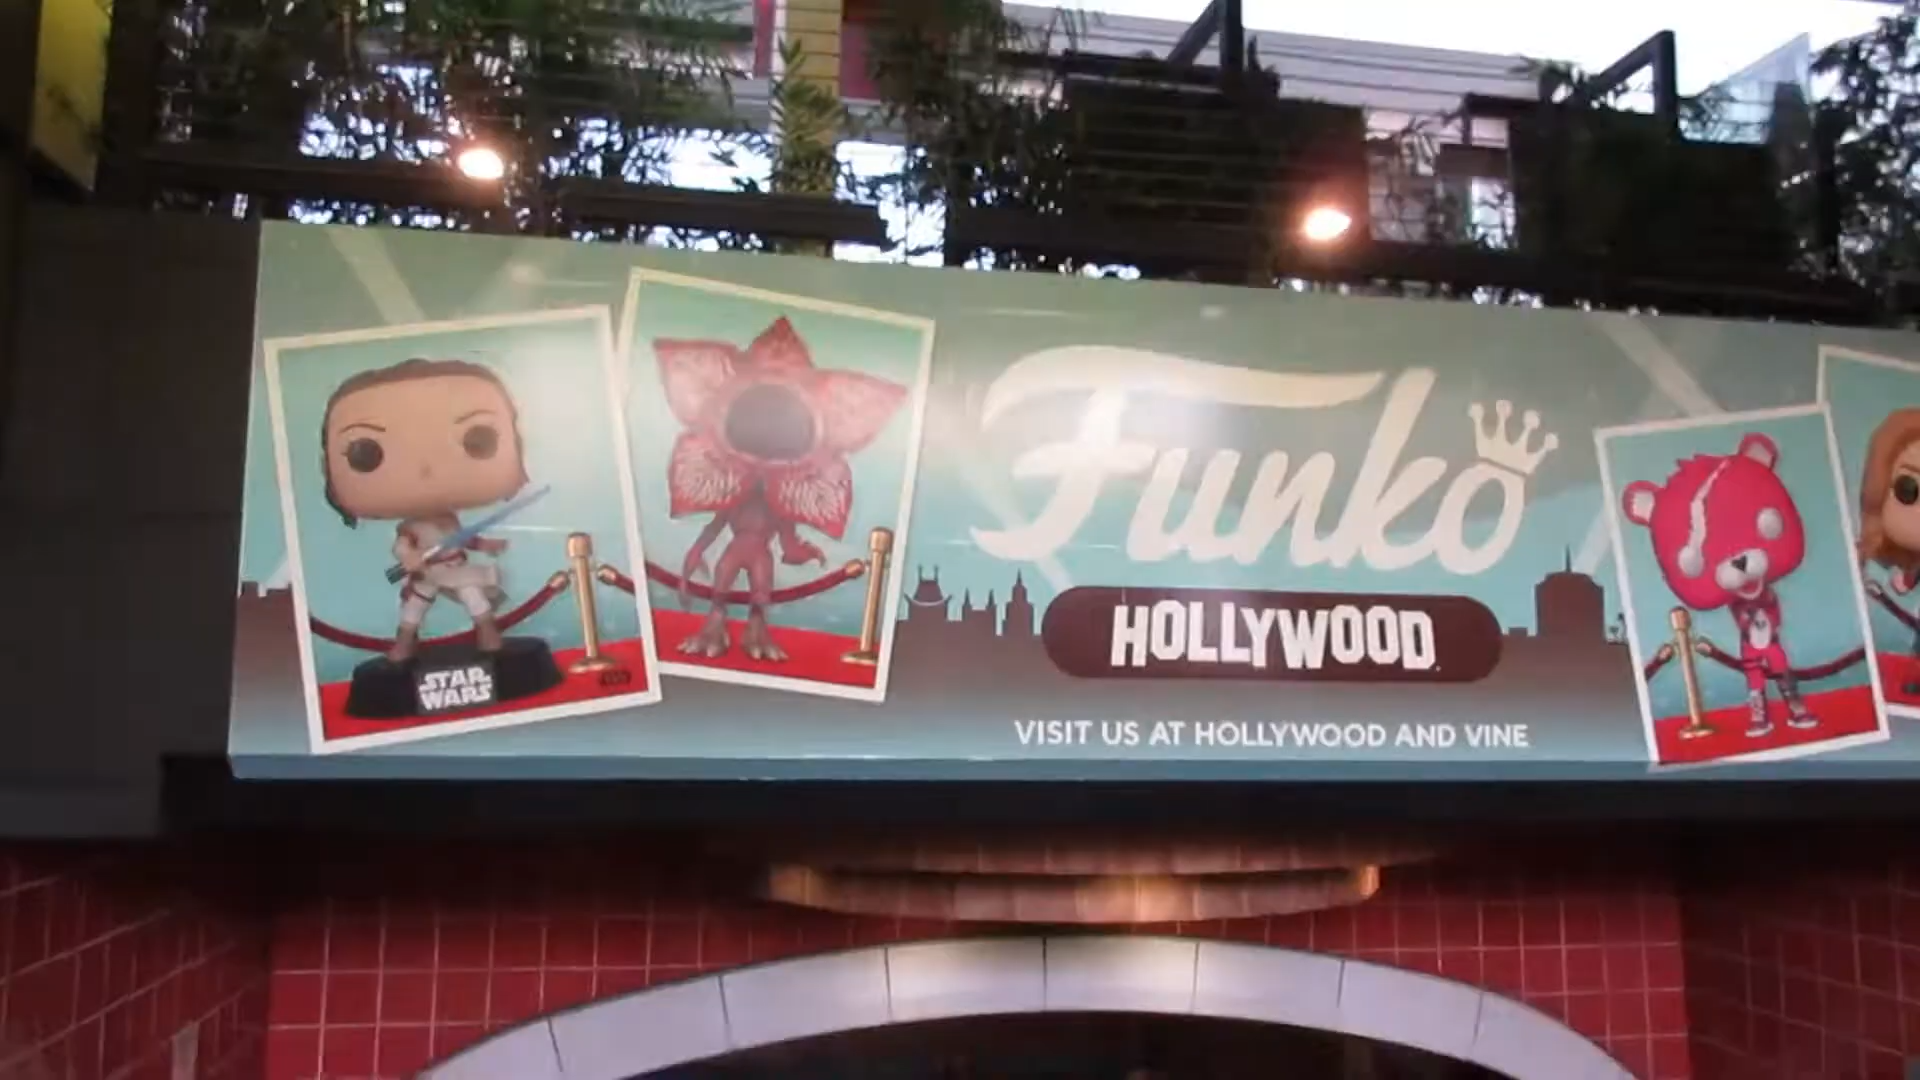 STAR
WARS
Funko
HOLLYWOOD
VISIT US AT HOLLYWOOD AND VINE